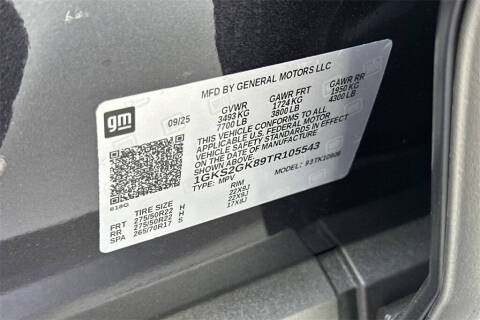 MFD BY GENERAL MOTORS LLC
gm
09/25
GVWR GAWR FRT GAWR RR
3493 KG 1724 KG 1950 KG
7700 LB 3800 LB 4300 LB
THIS VEHICLE CONFORMS TO ALL
APPLICABLE U.S. FEDERAL MOTOR
VEHICLE SAFETY STANDARDS IN EFFECT
ON THE DATE OF MANUFACTURE
SHOWN ABOVE
1GKS2GK89TR105543
TYPE: MPV MODEL: 93TK10906
618G
TIRE SIZE RIM
FRT 275/50R22 H 22X9J
RR 275/50R22 H 22X9J
SPA 265/70R17 S 17X8J